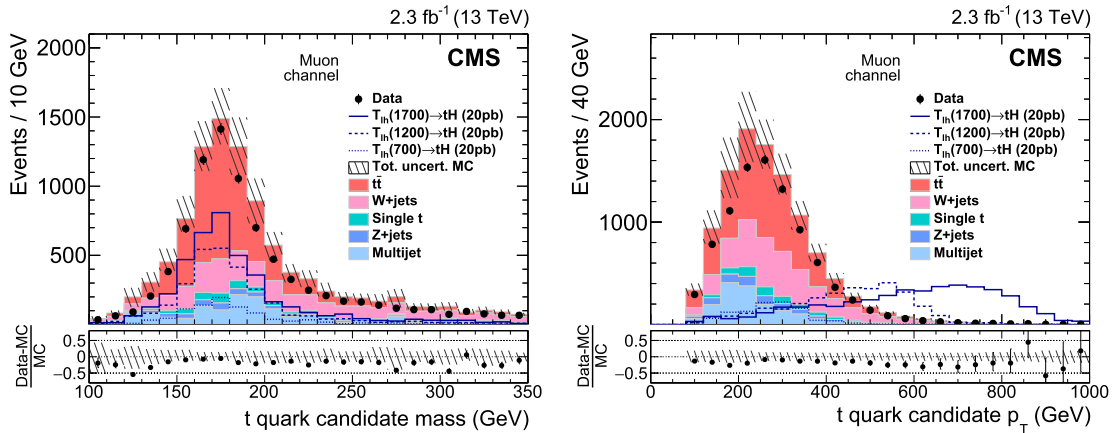 2.3 fb⁻¹ (13 TeV)
Events / 10 GeV
2000
1500
1000
500
Muon
channel
CMS
Data
T_lh(1700)→tH (20pb)
T_lh(1200)→tH (20pb)
T_lh(700)→tH (20pb)
Tot. uncert. MC
tt̄
W+jets
Single t
Z+jets
Multijet
Data-MC
MC
0.5
0
−0.5
100 150 200 250 300 350
t quark candidate mass (GeV)
2.3 fb⁻¹ (13 TeV)
Events / 40 GeV
2000
1000
Muon
channel
CMS
Data
T_lh(1700)→tH (20pb)
T_lh(1200)→tH (20pb)
T_lh(700)→tH (20pb)
Tot. uncert. MC
tt̄
W+jets
Single t
Z+jets
Multijet
Data-MC
MC
0.5
0
−0.5
0 200 400 600 800 1000
t quark candidate p_T (GeV)